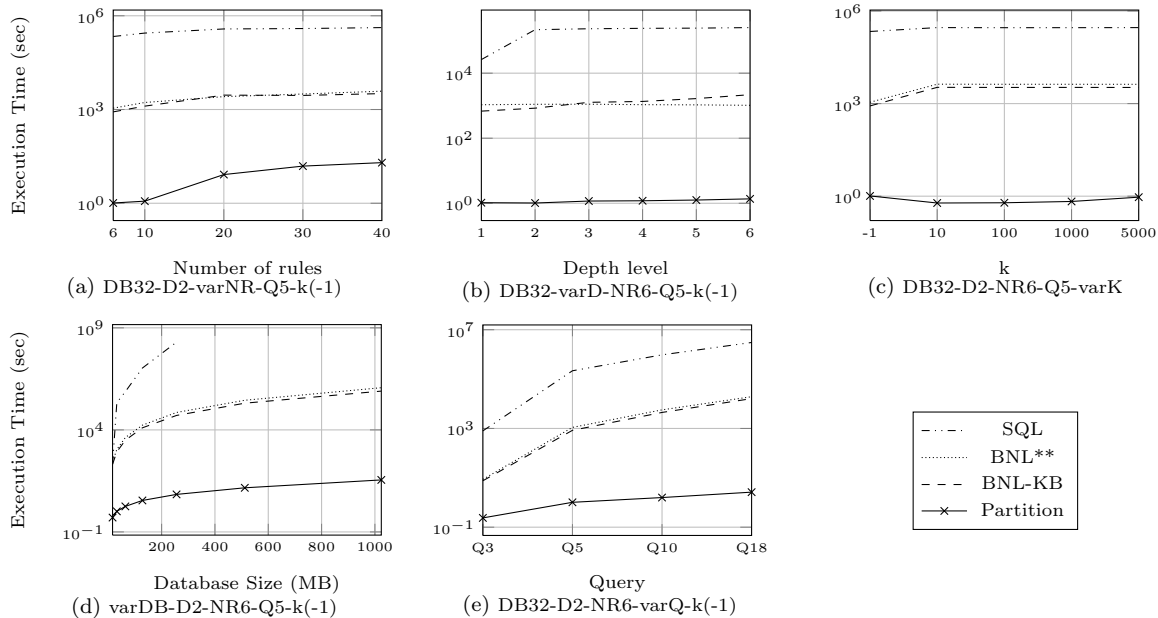 10^6
10^3
10^0
Execution Time (sec
6 10 20 30 40
Number of rules
(a) DB32-D2-varNR-Q5-k(-1)
10^4
10^2
10^0
1 2 3 4 5 6
Depth level
(b) DB32-varD-NR6-Q5-k(-1)
10^6
10^3
10^0
-1 10 100 1000 5000
k
(c) DB32-D2-NR6-Q5-varK
10^9
10^4
10^−1
Execution Time (sec)
200 400 600 800 1000
Database Size (MB)
(d) varDB-D2-NR6-Q5-k(-1)
10^7
10^3
10^−1
Q3 Q5 Q10 Q18
Query
(e) DB32-D2-NR6-varQ-k(-1)
SQL
BNL**
BNL-KB
Partition